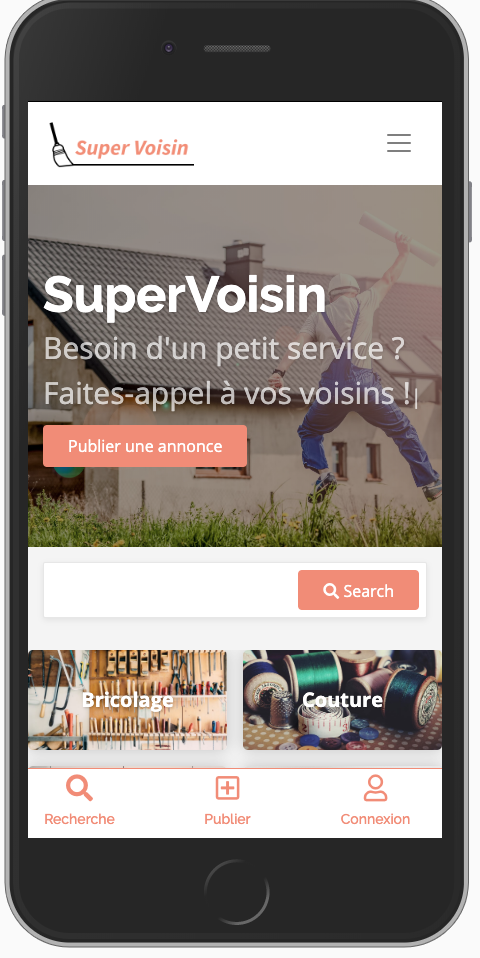 Super Voisin
SuperVoisin
Besoin d'un petit service ?
Faites-appel à vos voisins !|
Publier une annonce
Search
Bricolage
Couture
Recherche
Publier
Connexion